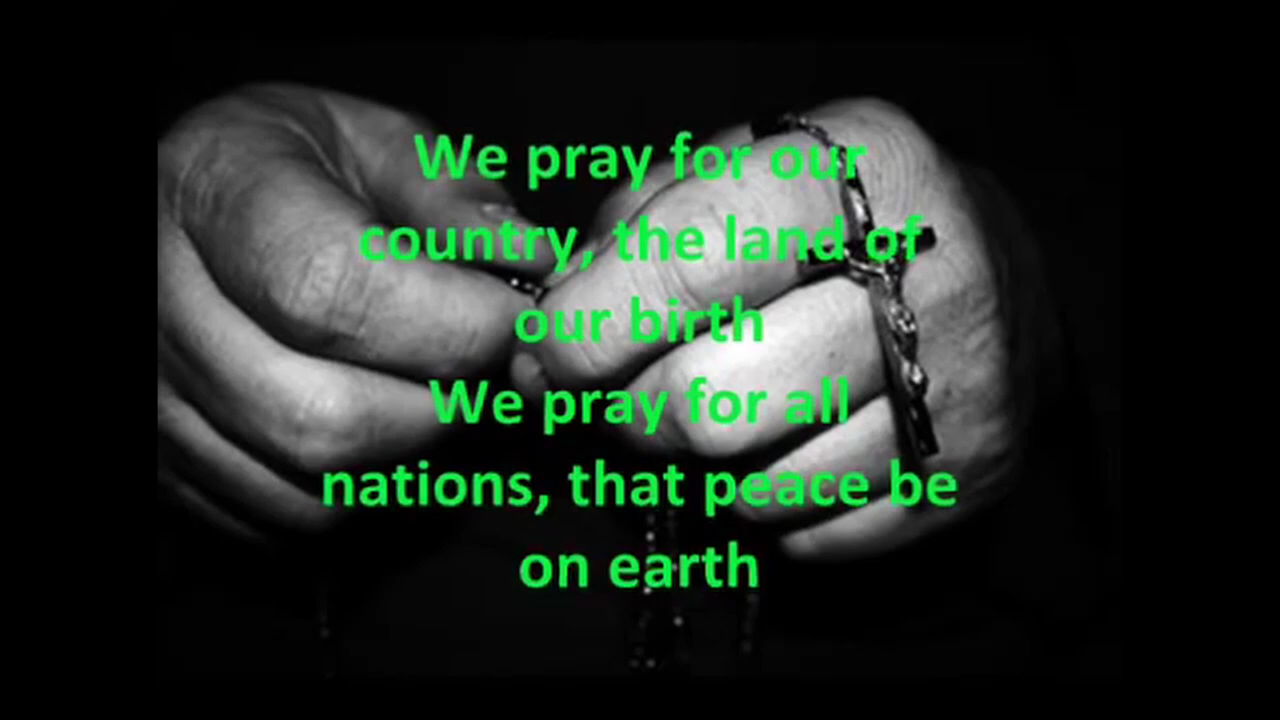 We pray for our
country, the land of
our birth
We pray for all
nations, that peace be
on earth